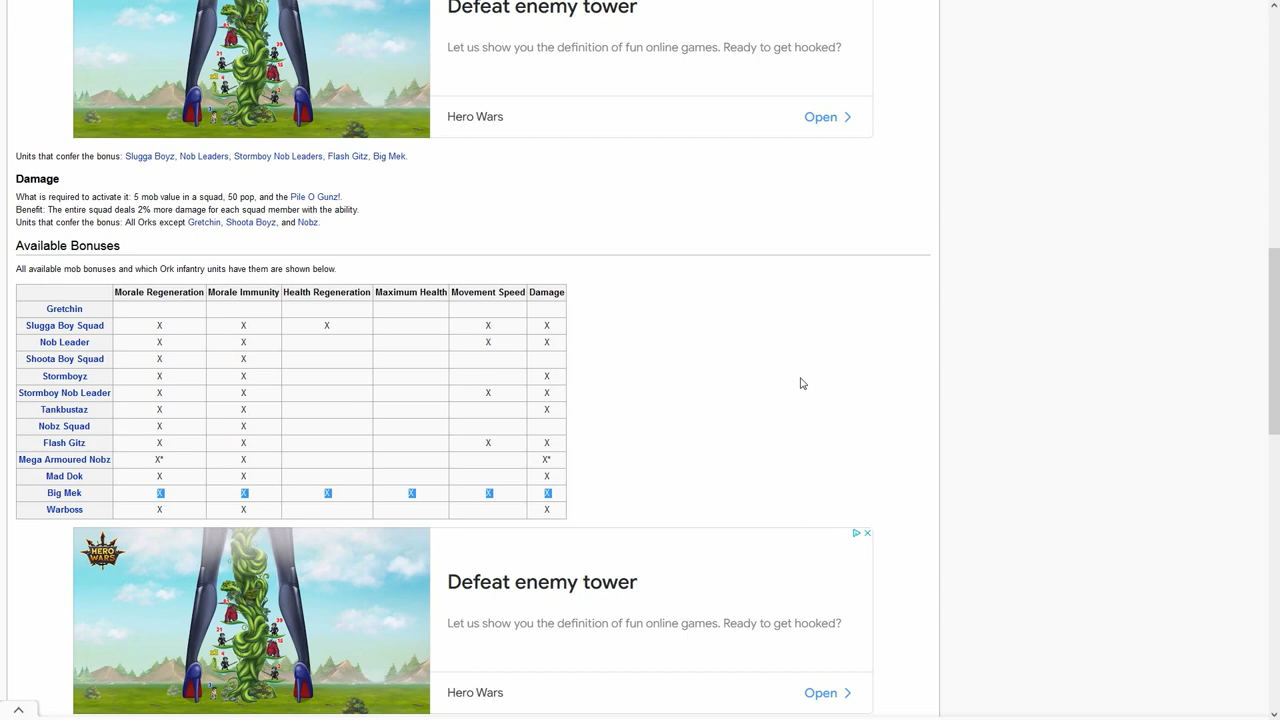 Defeat enemy tower
Let us show you the definition of fun online games. Ready to get hooked?
Hero Wars
Open
Units that confer the bonus: Slugga Boyz, Nob Leaders, Stormboy Nob Leaders, Flash Gitz, Big Mek.
Damage
What is required to activate it: 5 mob value in a squad, 50 pop, and the Pile O Gunz!.
Benefit: The entire squad deals 2% more damage for each squad member with the ability.
Units that confer the bonus: All Orks except Gretchin, Shoota Boyz, and Nobz.
Available Bonuses
All available mob bonuses and which Ork infantry units have them are shown below.
Morale Regeneration Morale Immunity Health Regeneration Maximum Health Movement Speed Damage
Gretchin
Slugga Boy Squad X X X X X
Nob Leader X X X X
Shoota Boy Squad X X
Stormboyz X X X
Stormboy Nob Leader X X X X
Tankbustaz X X X
Nobz Squad X X
Flash Gitz X X X X
Mega Armoured Nobz X* X X*
Mad Dok X X X
Big Mek X X X X X X
Warboss X X X
HERO WARS
Defeat enemy tower
Let us show you the definition of fun online games. Ready to get hooked?
Hero Wars
Open